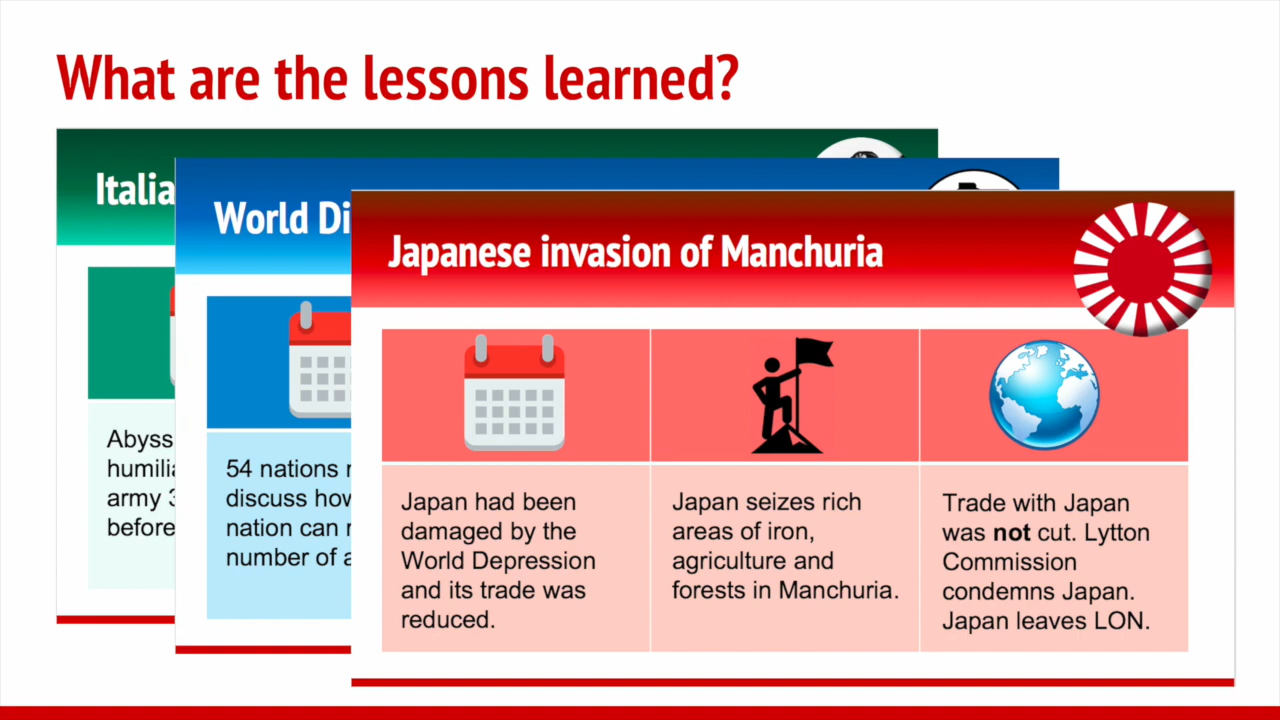 What are the lessons learned?
Italia
World Di
Japanese invasion of Manchuria
Abyss
humilia
army 3
before
54 nations
discuss how
nation can
number of a
Japan had been
damaged by the
World Depression
and its trade was
reduced.
Japan seizes rich
areas of iron,
agriculture and
forests in Manchuria.
Trade with Japan
was not cut. Lytton
Commission
condemns Japan.
Japan leaves LON.